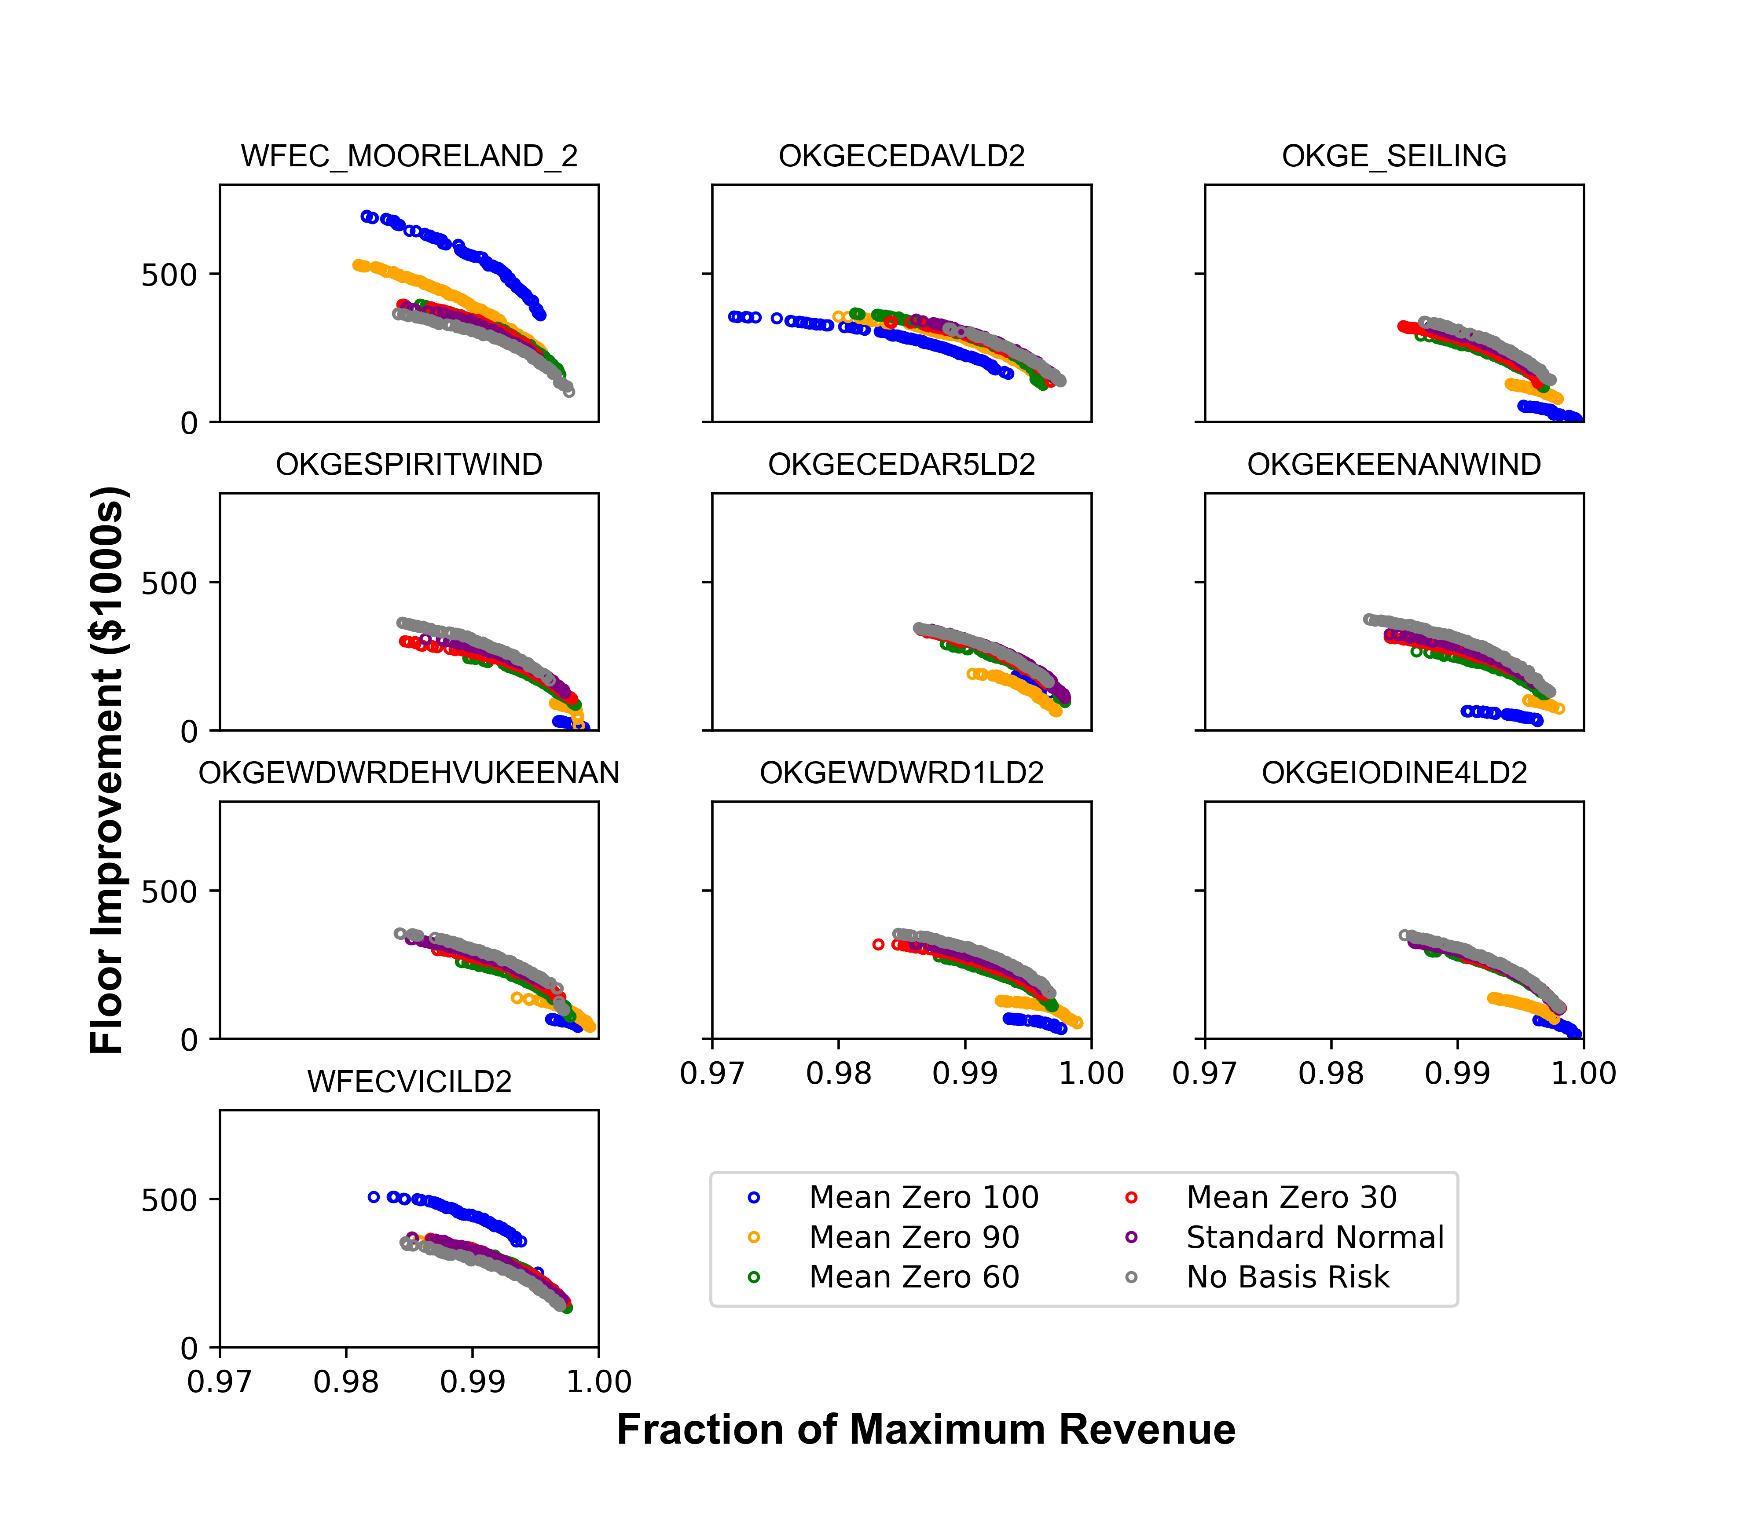 WFEC_MOORELAND_2
OKGECEDAVLD2
OKGE_SEILING
500
0
OKGESPIRITWIND
OKGECEDAR5LD2
OKGEKEENANWIND
500
0
OKGEWDWRDEHVUKEENAN
OKGEWDWRD1LD2
OKGEIODINE4LD2
500
0
0.97 0.98 0.99 1.00
0.97 0.98 0.99 1.00
WFECVICILD2
500
0
0.97 0.98 0.99 1.00
Mean Zero 100
Mean Zero 90
Mean Zero 60
Mean Zero 30
Standard Normal
No Basis Risk
Floor Improvement ($1000s)
Fraction of Maximum Revenue